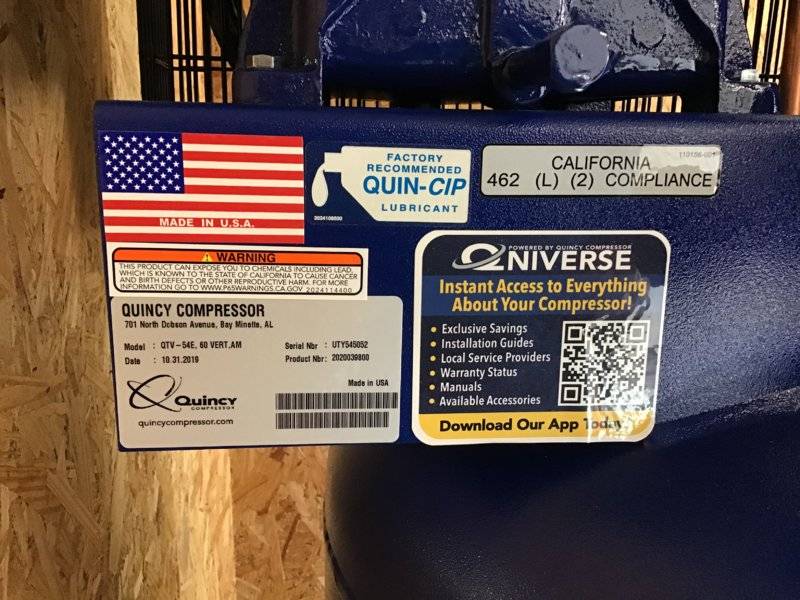 MADE IN U.S.A.
FACTORY
RECOMMENDED
QUIN-CIP
LUBRICANT
2024108800
110186-001
CALIFORNIA
462 (L) (2) COMPLIANCE
WARNING
THIS PRODUCT CAN EXPOSE YOU TO CHEMICALS INCLUDING LEAD,
WHICH IS KNOWN TO THE STATE OF CALIFORNIA TO CAUSE CANCER
AND BIRTH DEFECTS OR OTHER REPRODUCTIVE HARM. FOR MORE
INFORMATION GO TO WWW.P65WARNINGS.CA.GOV 2024114400
QUINCY COMPRESSOR
701 North Dobson Avenue, Bay Minette, AL
Model : QTV-54E, 60 VERT,AM
Serial Nbr : UTY545052
Date : 10.31.2019
Product Nbr: 2020039800
Made in USA
Quincy
COMPRESSOR
quincycompressor.com
POWERED BY QUINCY COMPRESSOR
QNIVERSE
Instant Access to Everything
About Your Compressor!
• Exclusive Savings
• Installation Guides
• Local Service Providers
• Warranty Status
• Manuals
• Available Accessories
Download Our App Today